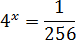 4^x = 1/256